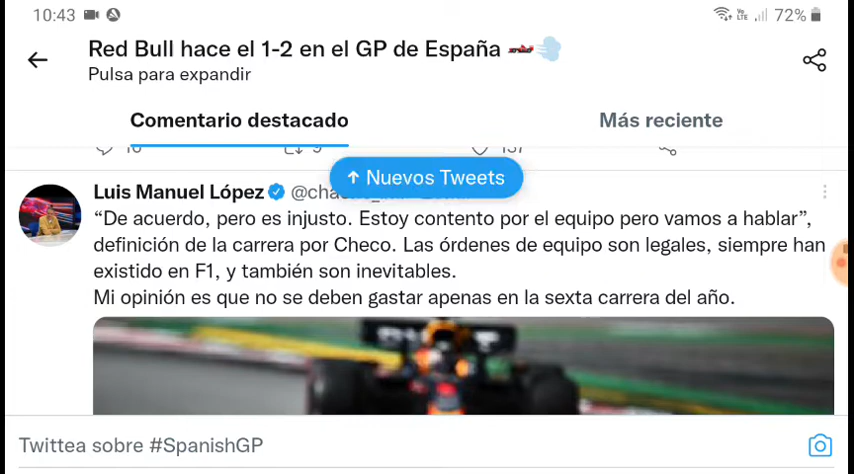 10:43
Vo
LTE
72%
Red Bull hace el 1-2 en el GP de España
Pulsa para expandir
Comentario destacado
Más reciente
↑ Nuevos Tweets
Luis Manuel López
“De acuerdo, pero es injusto. Estoy contento por el equipo pero vamos a hablar”,
definición de la carrera por Checo. Las órdenes de equipo son legales, siempre han
existido en F1, y también son inevitables.
Mi opinión es que no se deben gastar apenas en la sexta carrera del año.
Twittea sobre #SpanishGP